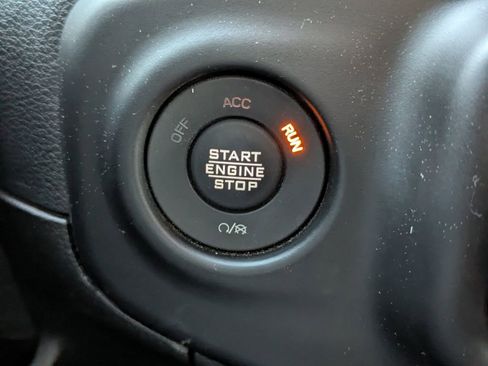 ACC
OFF
RUN
START
ENGINE
STOP